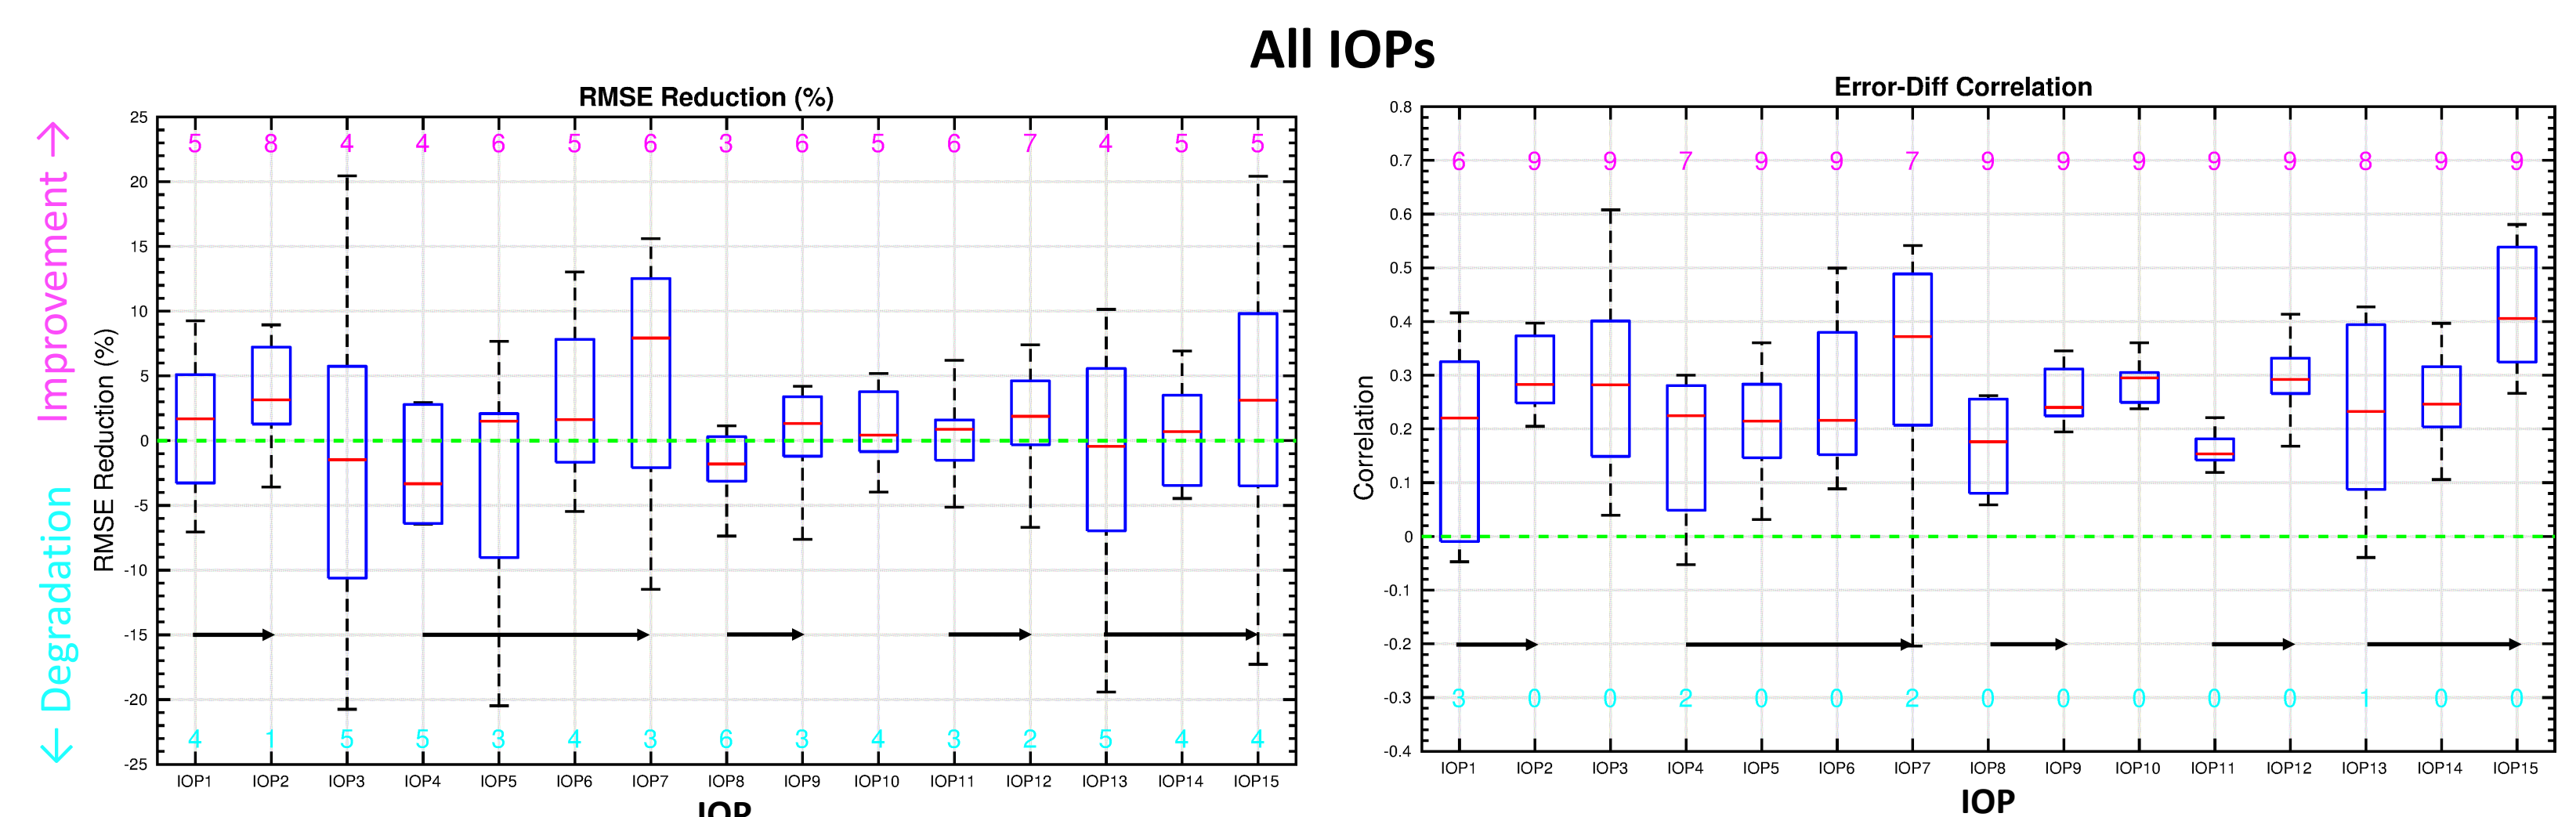 All IOPs
RMSE Reduction (%)
← Degradation Improvement →
RMSE Reduction (%)
25
20
15
10
5
0
-5
-10
-15
-20
-25
5 8 4 4 6 5 6 3 6 5 6 7 4 5 5
4 1 5 5 3 4 3 6 3 4 3 2 5 4 4
IOP1 IOP2 IOP3 IOP4 IOP5 IOP6 IOP7 IOP8 IOP9 IOP10 IOP11 IOP12 IOP13 IOP14 IOP15
IOP
Error-Diff Correlation
Correlation
0.8
0.7
0.6
0.5
0.4
0.3
0.2
0.1
0
-0.1
-0.2
-0.3
-0.4
6 9 9 7 9 9 7 9 9 9 9 9 8 9 9
3 0 0 2 0 0 2 0 0 0 0 0 1 0 0
IOP1 IOP2 IOP3 IOP4 IOP5 IOP6 IOP7 IOP8 IOP9 IOP10 IOP11 IOP12 IOP13 IOP14 IOP15
IOP